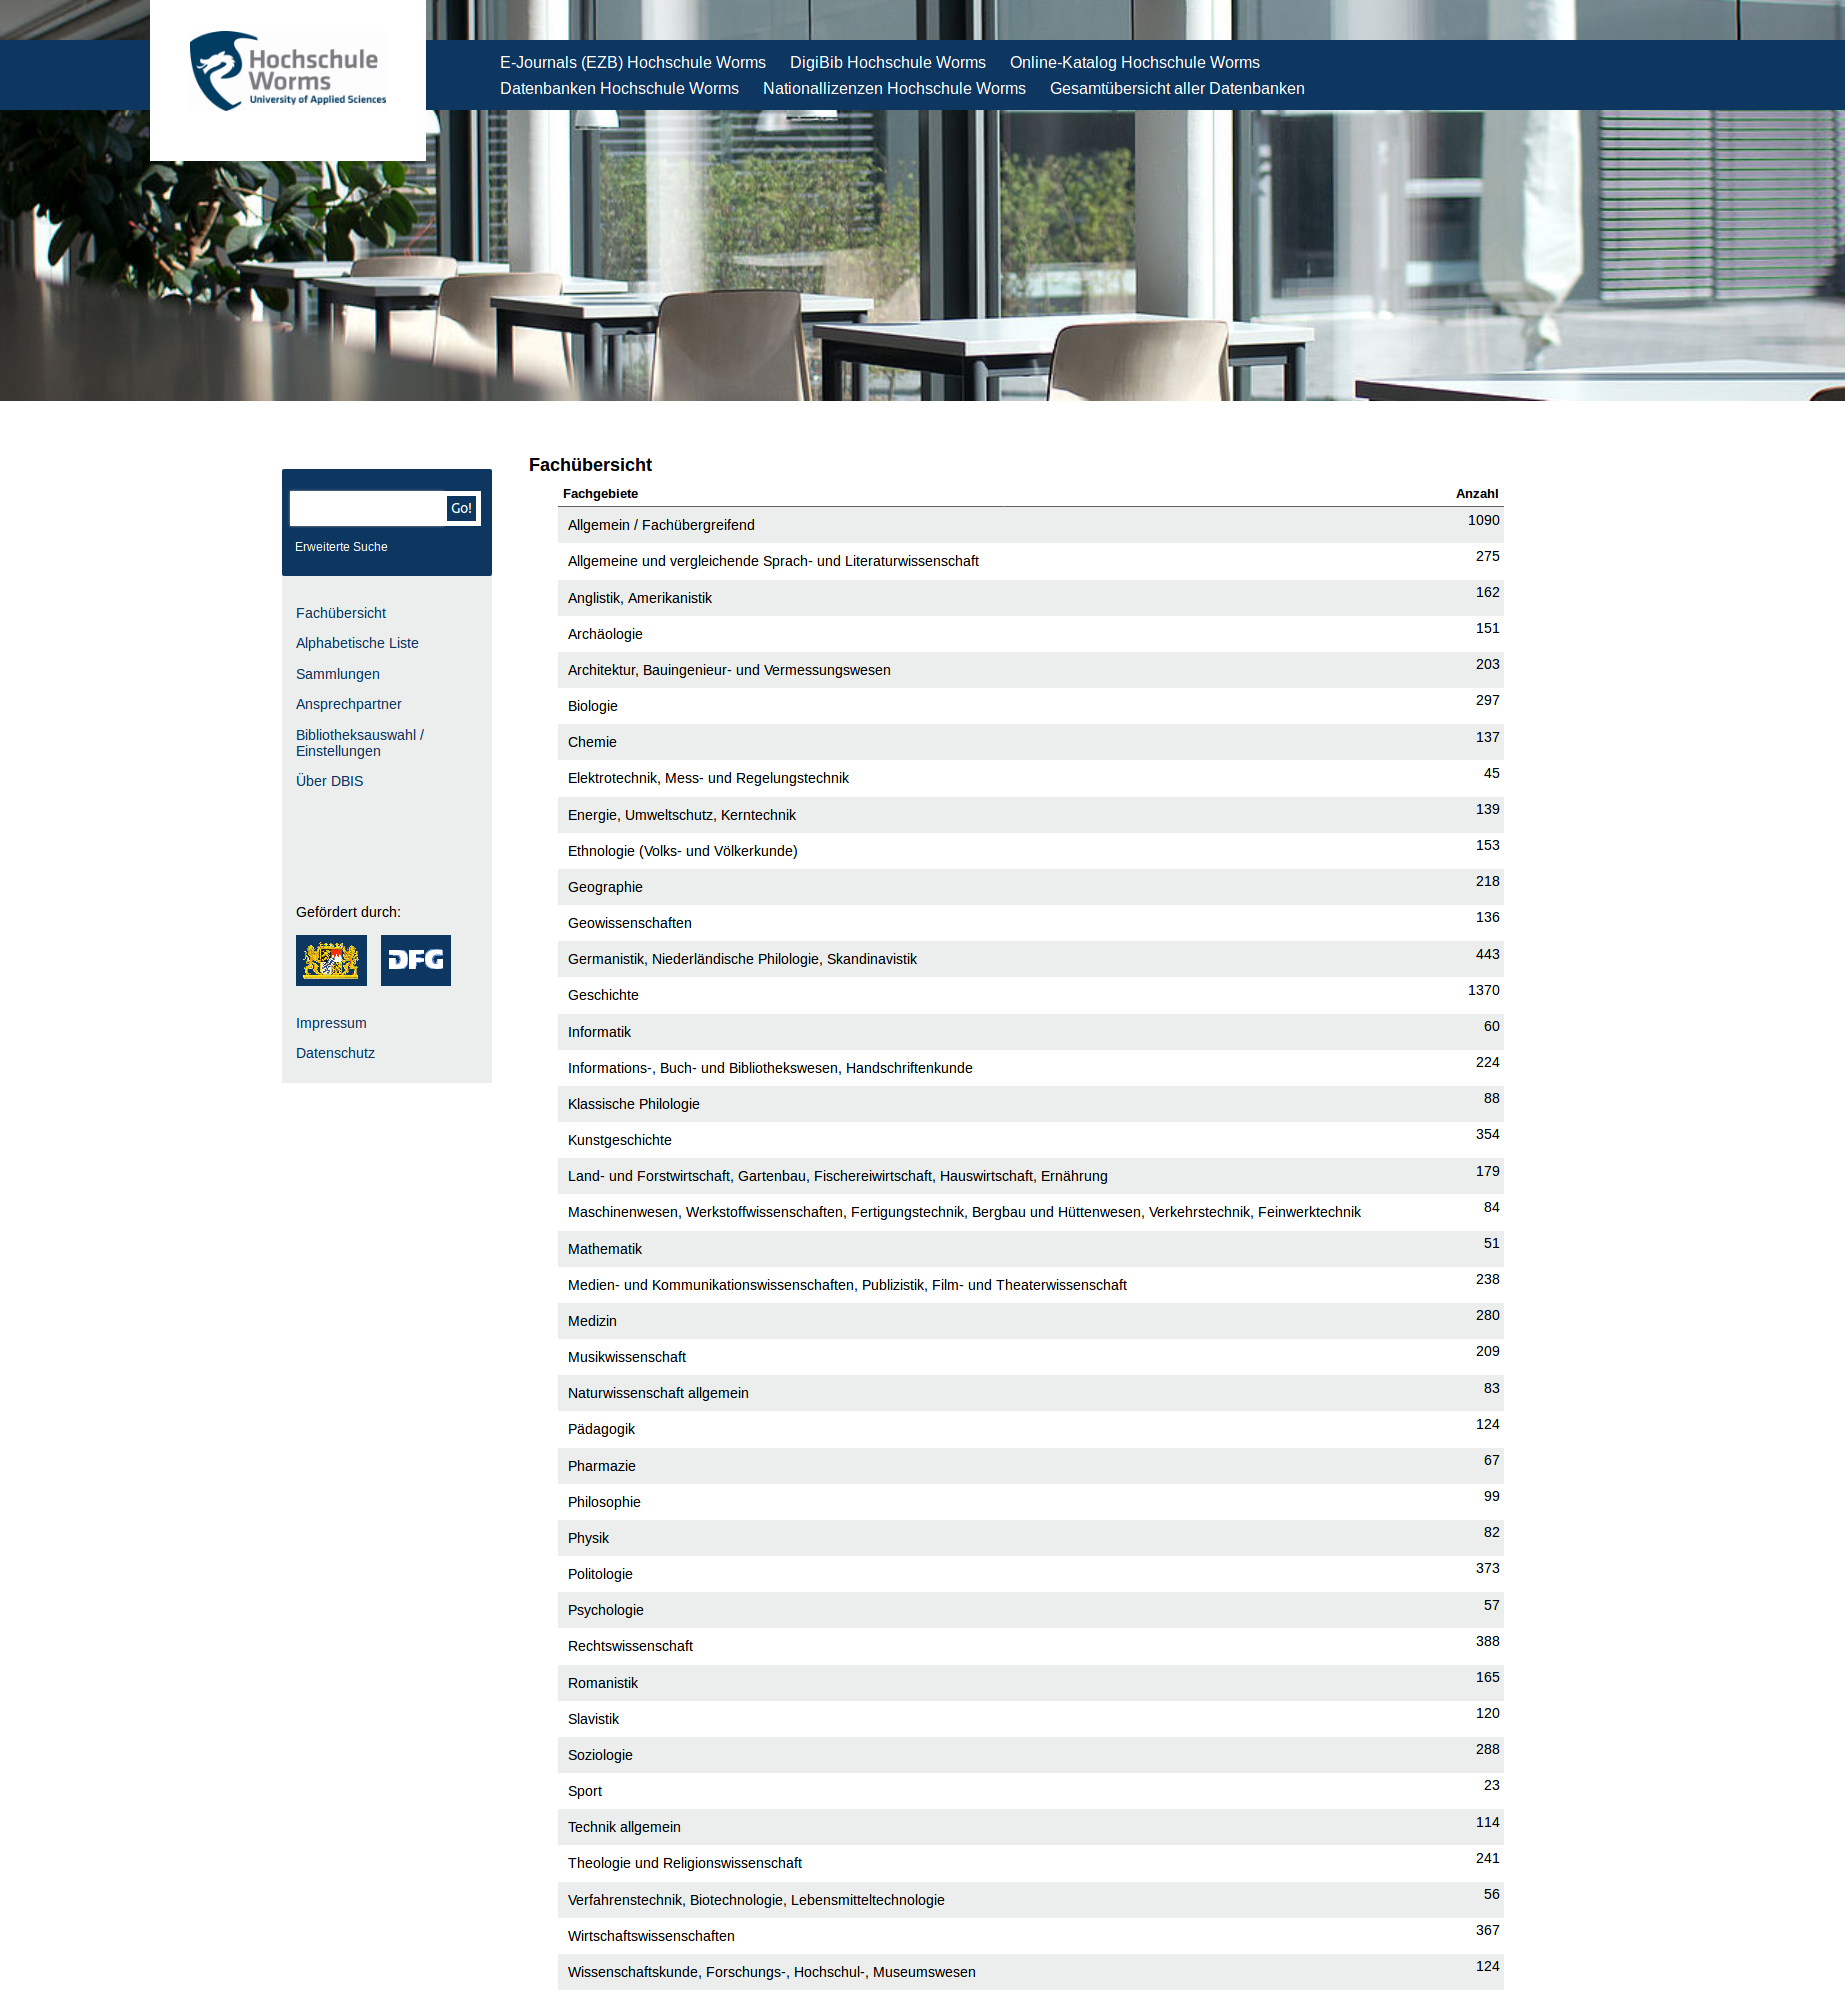 Hochschule
Worms
University of Applied Sciences
E-Journals (EZB) Hochschule Worms DigiBib Hochschule Worms Online-Katalog Hochschule Worms
Datenbanken Hochschule Worms Nationallizenzen Hochschule Worms Gesamtübersicht aller Datenbanken
Go!
Erweiterte Suche
Fachübersicht
Alphabetische Liste
Sammlungen
Ansprechpartner
Bibliotheksauswahl /
Einstellungen
Über DBIS
Gefördert durch:
DFG
Impressum
Datenschutz
Fachübersicht
Fachgebiete Anzahl
Allgemein / Fachübergreifend 1090
Allgemeine und vergleichende Sprach- und Literaturwissenschaft 275
Anglistik, Amerikanistik 162
Archäologie 151
Architektur, Bauingenieur- und Vermessungswesen 203
Biologie 297
Chemie 137
Elektrotechnik, Mess- und Regelungstechnik 45
Energie, Umweltschutz, Kerntechnik 139
Ethnologie (Volks- und Völkerkunde) 153
Geographie 218
Geowissenschaften 136
Germanistik, Niederländische Philologie, Skandinavistik 443
Geschichte 1370
Informatik 60
Informations-, Buch- und Bibliothekswesen, Handschriftenkunde 224
Klassische Philologie 88
Kunstgeschichte 354
Land- und Forstwirtschaft, Gartenbau, Fischereiwirtschaft, Hauswirtschaft, Ernährung 179
Maschinenwesen, Werkstoffwissenschaften, Fertigungstechnik, Bergbau und Hüttenwesen, Verkehrstechnik, Feinwerktechnik 84
Mathematik 51
Medien- und Kommunikationswissenschaften, Publizistik, Film- und Theaterwissenschaft 238
Medizin 280
Musikwissenschaft 209
Naturwissenschaft allgemein 83
Pädagogik 124
Pharmazie 67
Philosophie 99
Physik 82
Politologie 373
Psychologie 57
Rechtswissenschaft 388
Romanistik 165
Slavistik 120
Soziologie 288
Sport 23
Technik allgemein 114
Theologie und Religionswissenschaft 241
Verfahrenstechnik, Biotechnologie, Lebensmitteltechnologie 56
Wirtschaftswissenschaften 367
Wissenschaftskunde, Forschungs-, Hochschul-, Museumswesen 124